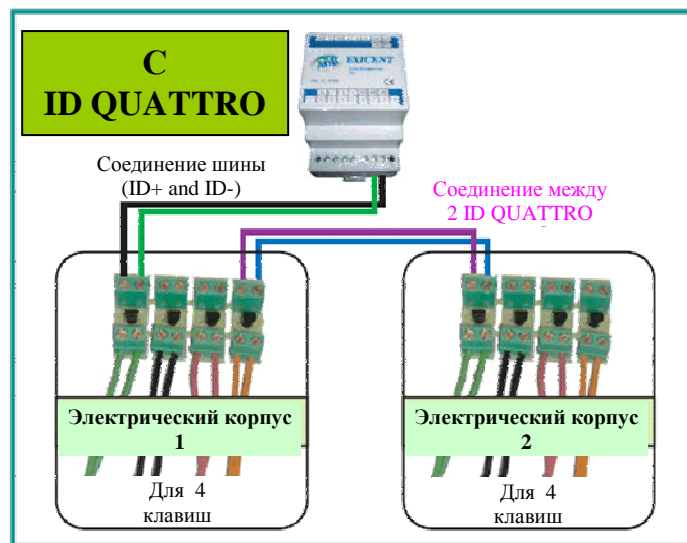 С
ID QUATTRO
EXICENT
CE
Соединение шины
(ID+ and ID-)
Соединение между
2 ID QUATTRO
Электрический корпус
1
Электрический корпус
2
Для 4
клавиш
Для 4
клавиш